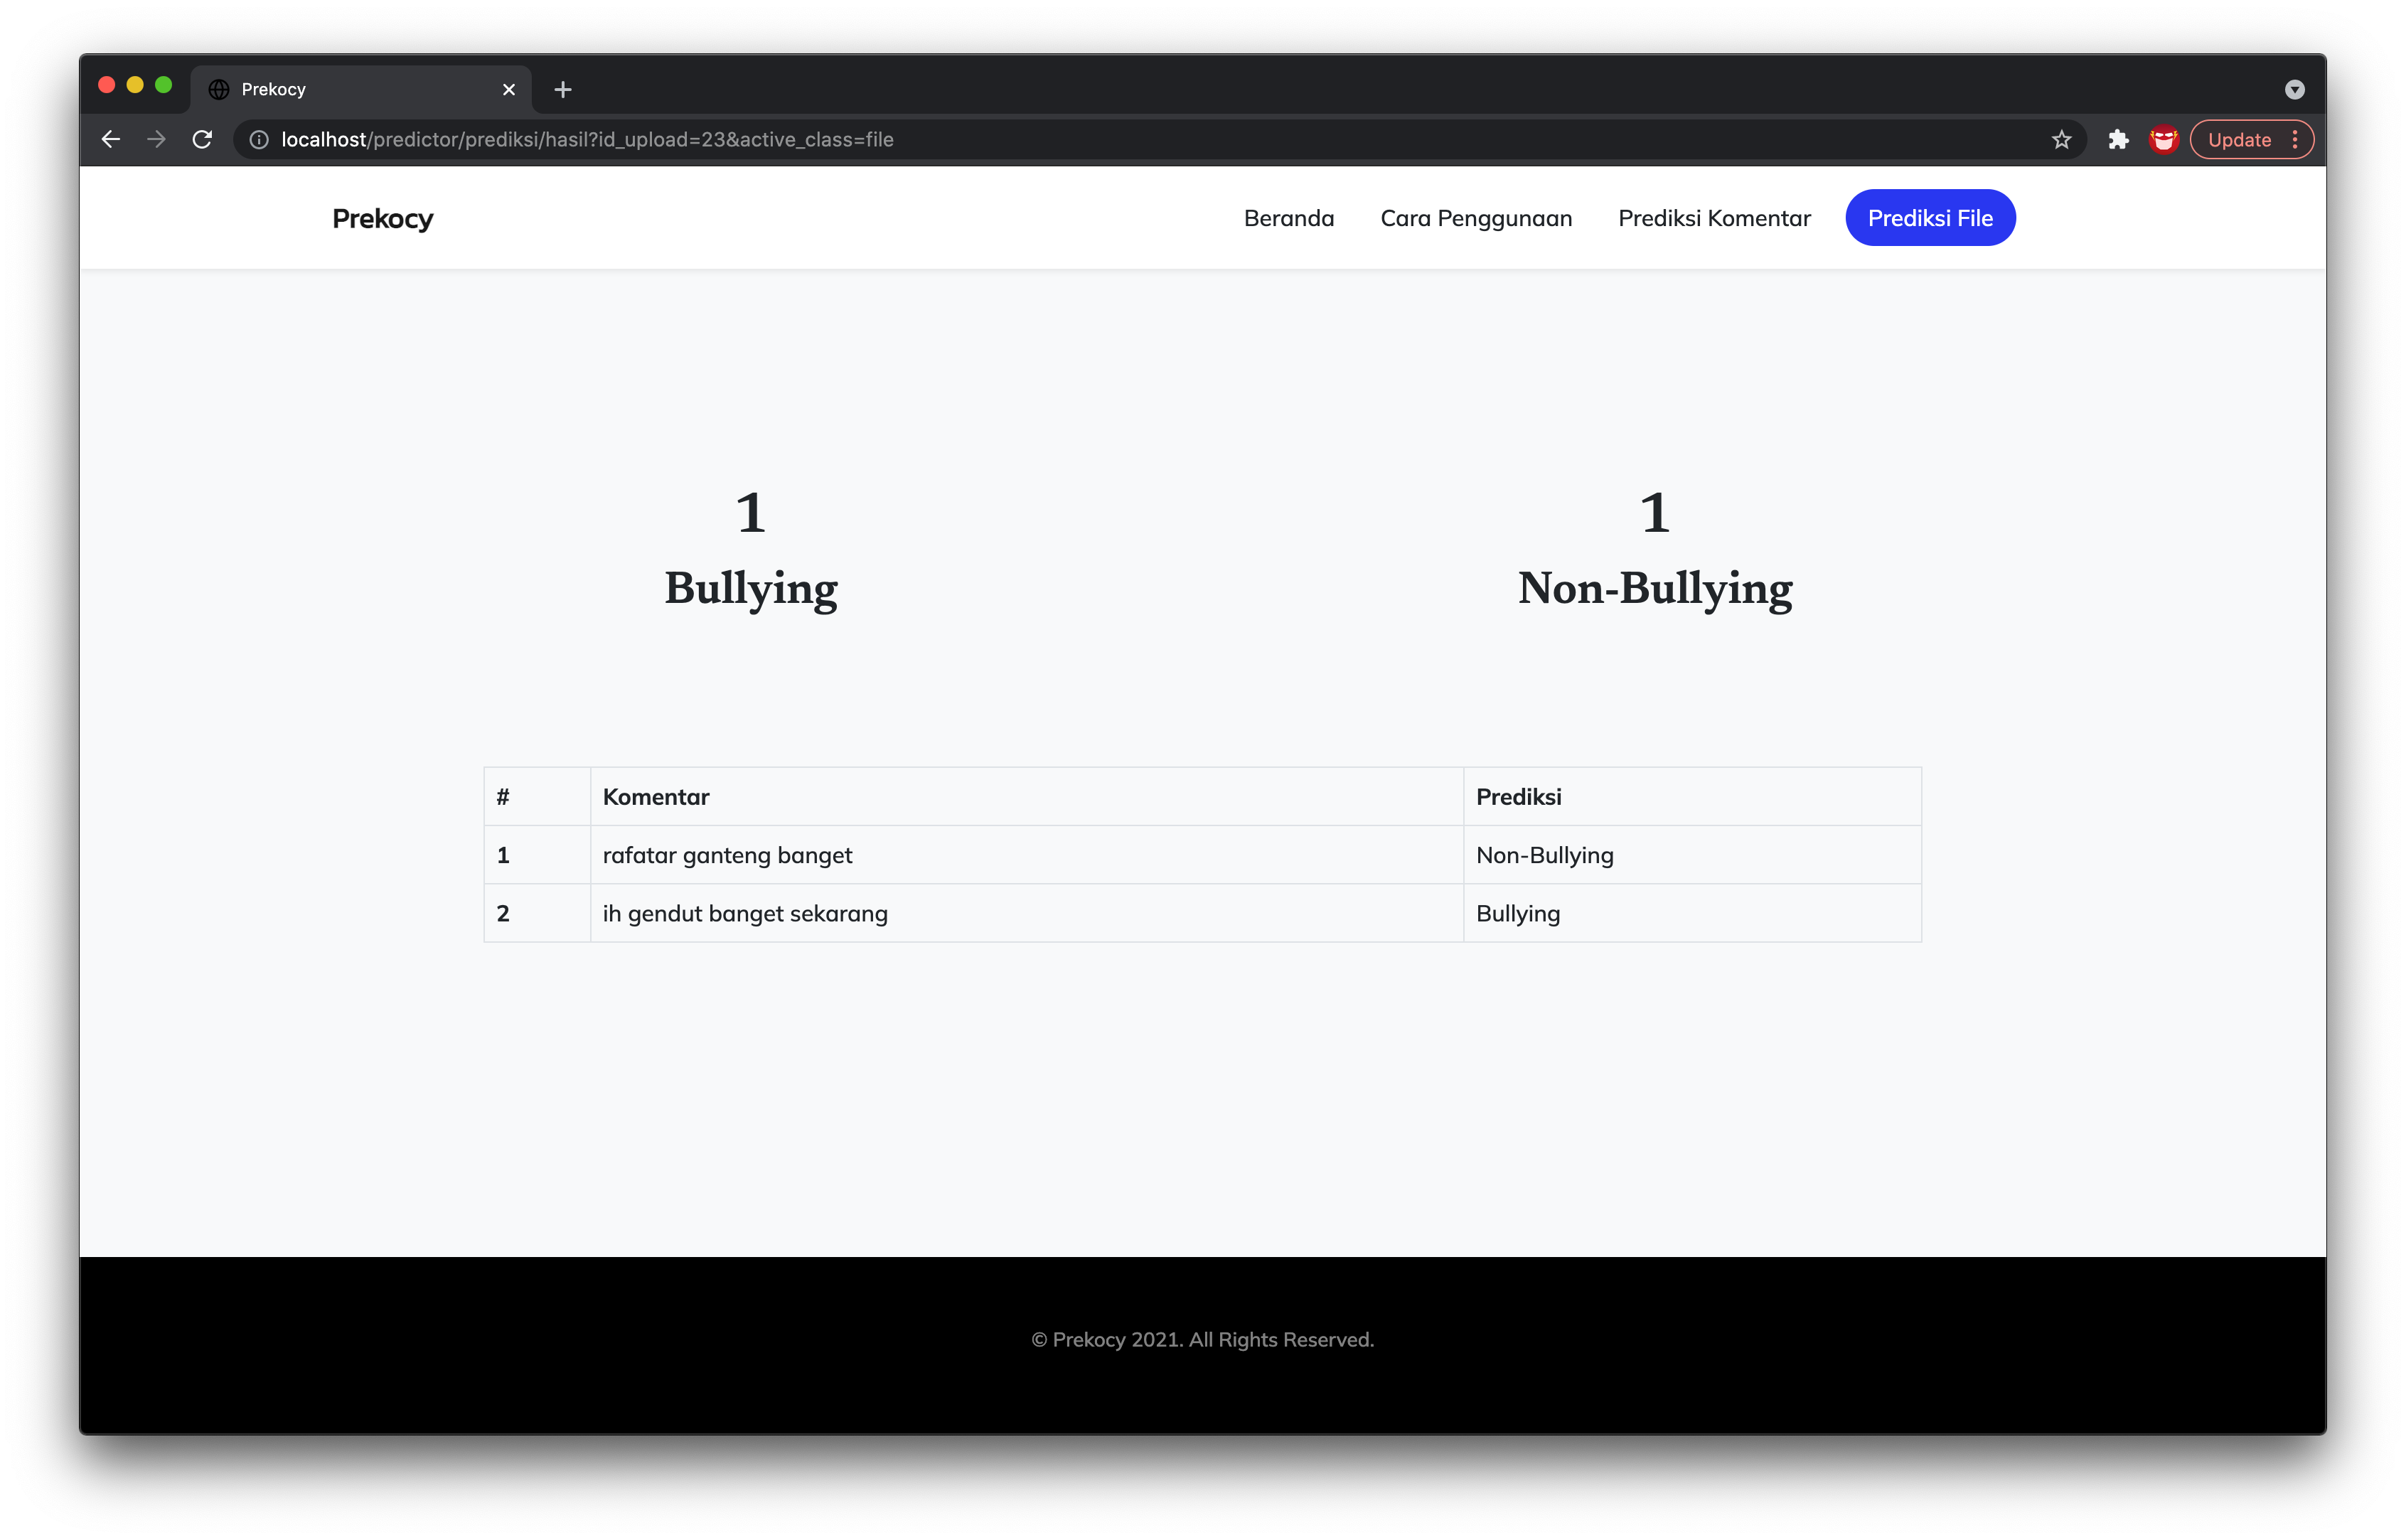 Prekocy
localhost/predictor/prediksi/hasil?id_upload=23&active_class=file
Update
Prekocy
Beranda
Cara Penggunaan
Prediksi Komentar
Prediksi File
1
Bullying
1
Non-Bullying
# Komentar Prediksi
1 rafatar ganteng banget Non-Bullying
2 ih gendut banget sekarang Bullying
© Prekocy 2021. All Rights Reserved.